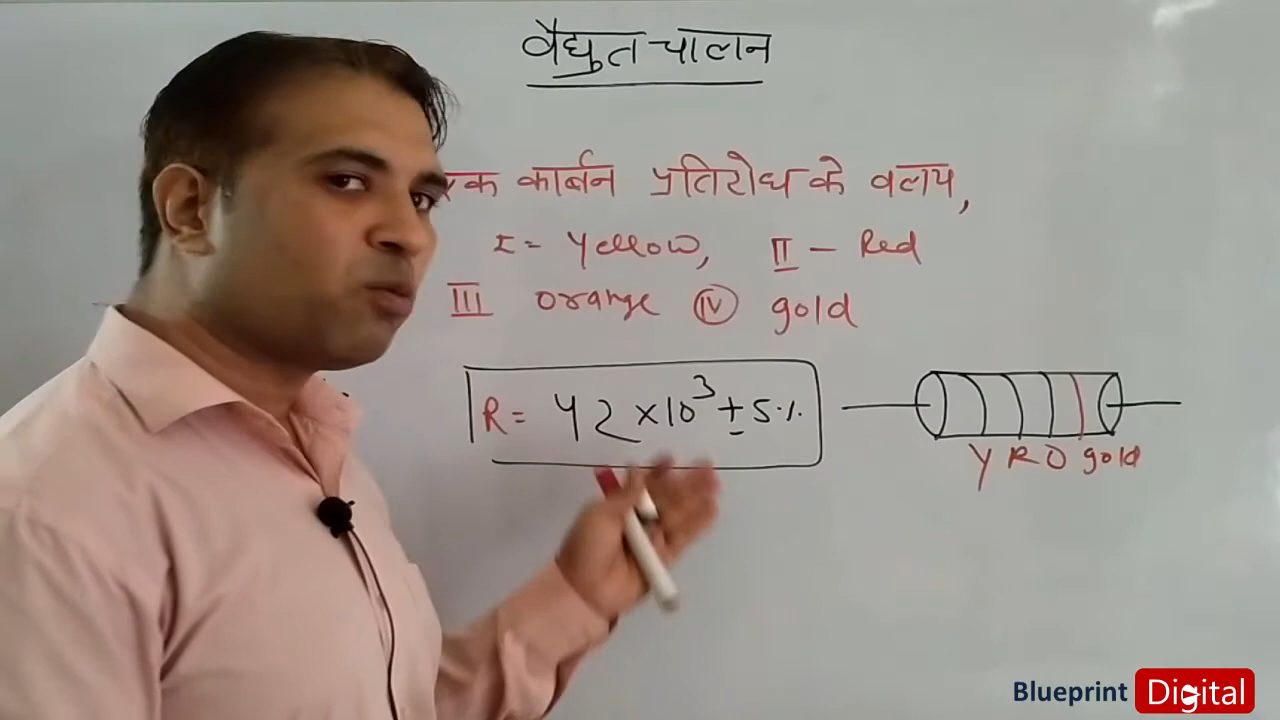 वैद्युत चालन
एक कार्बन प्रतिरोध के वलय,
I = Yellow, II - Red
III orange IV gold
R = 42 × 10³ ± 5%
Y R O gold
Blueprint Digital